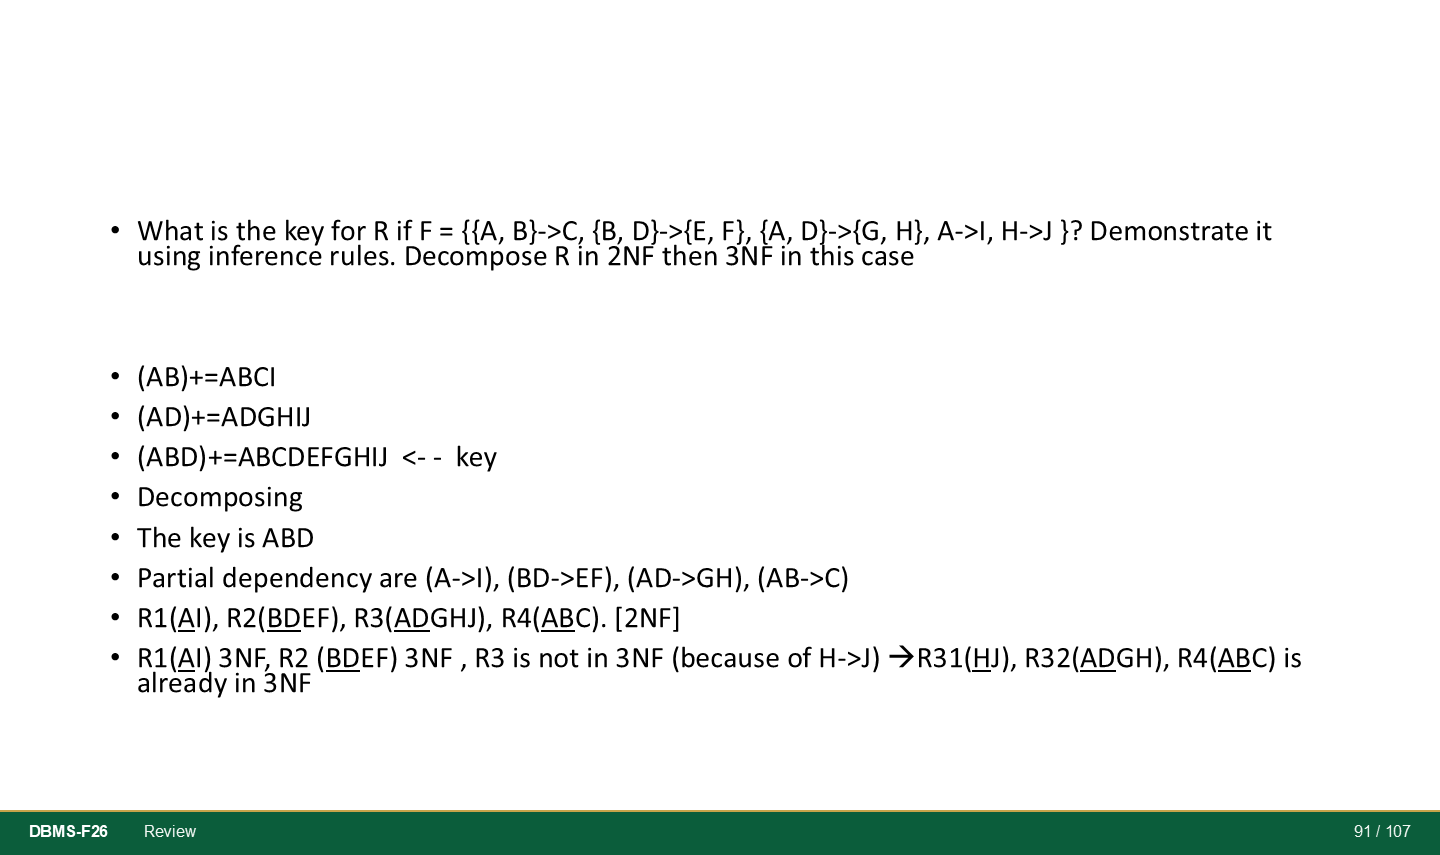 • What is the key for R if F = {{A, B}->C, {B, D}->{E, F}, {A, D}->{G, H}, A->I, H->J }? Demonstrate it
using inference rules. Decompose R in 2NF then 3NF in this case
• (AB)+=ABCI
• (AD)+=ADGHIJ
• (ABD)+=ABCDEFGHIJ <- - key
• Decomposing
• The key is ABD
• Partial dependency are (A->I), (BD->EF), (AD->GH), (AB->C)
• R1(AI), R2(BDEF), R3(ADGHJ), R4(ABC). [2NF]
• R1(AI) 3NF, R2 (BDEF) 3NF , R3 is not in 3NF (because of H->J) →R31(HJ), R32(ADGH), R4(ABC) is
already in 3NF
DBMS-F26 Review 91 / 107